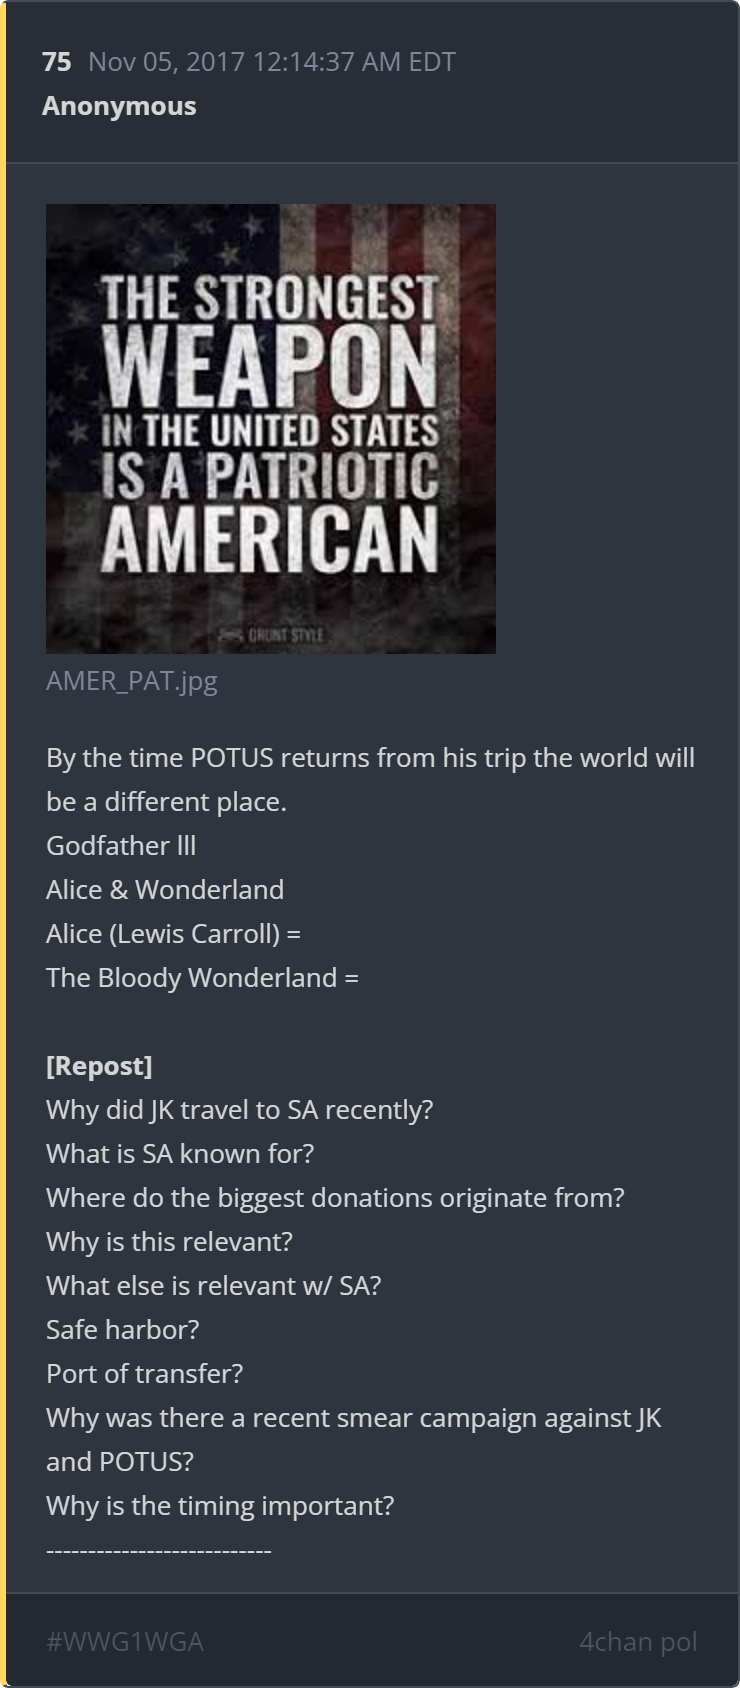 75 Nov 05, 2017 12:14:37 AM EDT
Anonymous
THE STRONGEST
WEAPON
IN THE UNITED STATES
IS A PATRIOTIC
AMERICAN
GRUNT STYLE
AMER_PAT.jpg
By the time POTUS returns from his trip the world will
be a different place.
Godfather lll
Alice & Wonderland
Alice (Lewis Carroll) =
The Bloody Wonderland =
[Repost]
Why did JK travel to SA recently?
What is SA known for?
Where do the biggest donations originate from?
Why is this relevant?
What else is relevant w/ SA?
Safe harbor?
Port of transfer?
Why was there a recent smear campaign against JK
and POTUS?
Why is the timing important?
---------------------------
#WWG1WGA 4chan pol